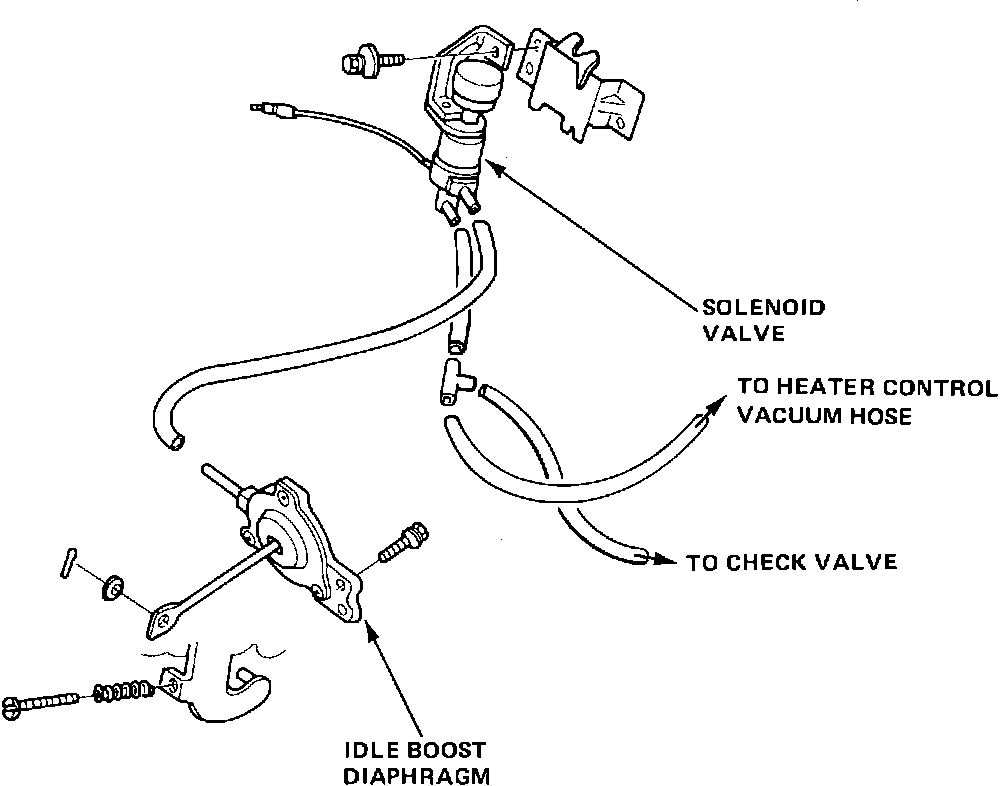 SOLENOID
VALVE
TO HEATER CONTROL
VACUUM HOSE
TO CHECK VALVE
IDLE BOOST
DIAPHRAGM